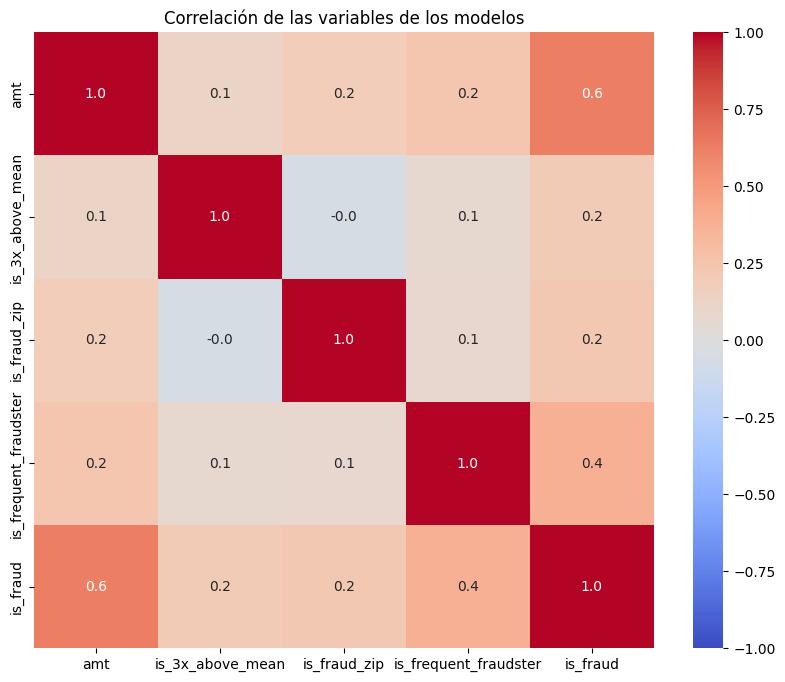 Correlación de las variables de los modelos
amt
1.0 0.1 0.2 0.2 0.6
is_3x_above_mean
0.1 1.0 -0.0 0.1 0.2
is_fraud_zip
0.2 -0.0 1.0 0.1 0.2
is_frequent_fraudster
0.2 0.1 0.1 1.0 0.4
is_fraud
0.6 0.2 0.2 0.4 1.0
amt is_3x_above_mean is_fraud_zip is_frequent_fraudster is_fraud
1.00
0.75
0.50
0.25
0.00
−0.25
−0.50
−0.75
−1.00